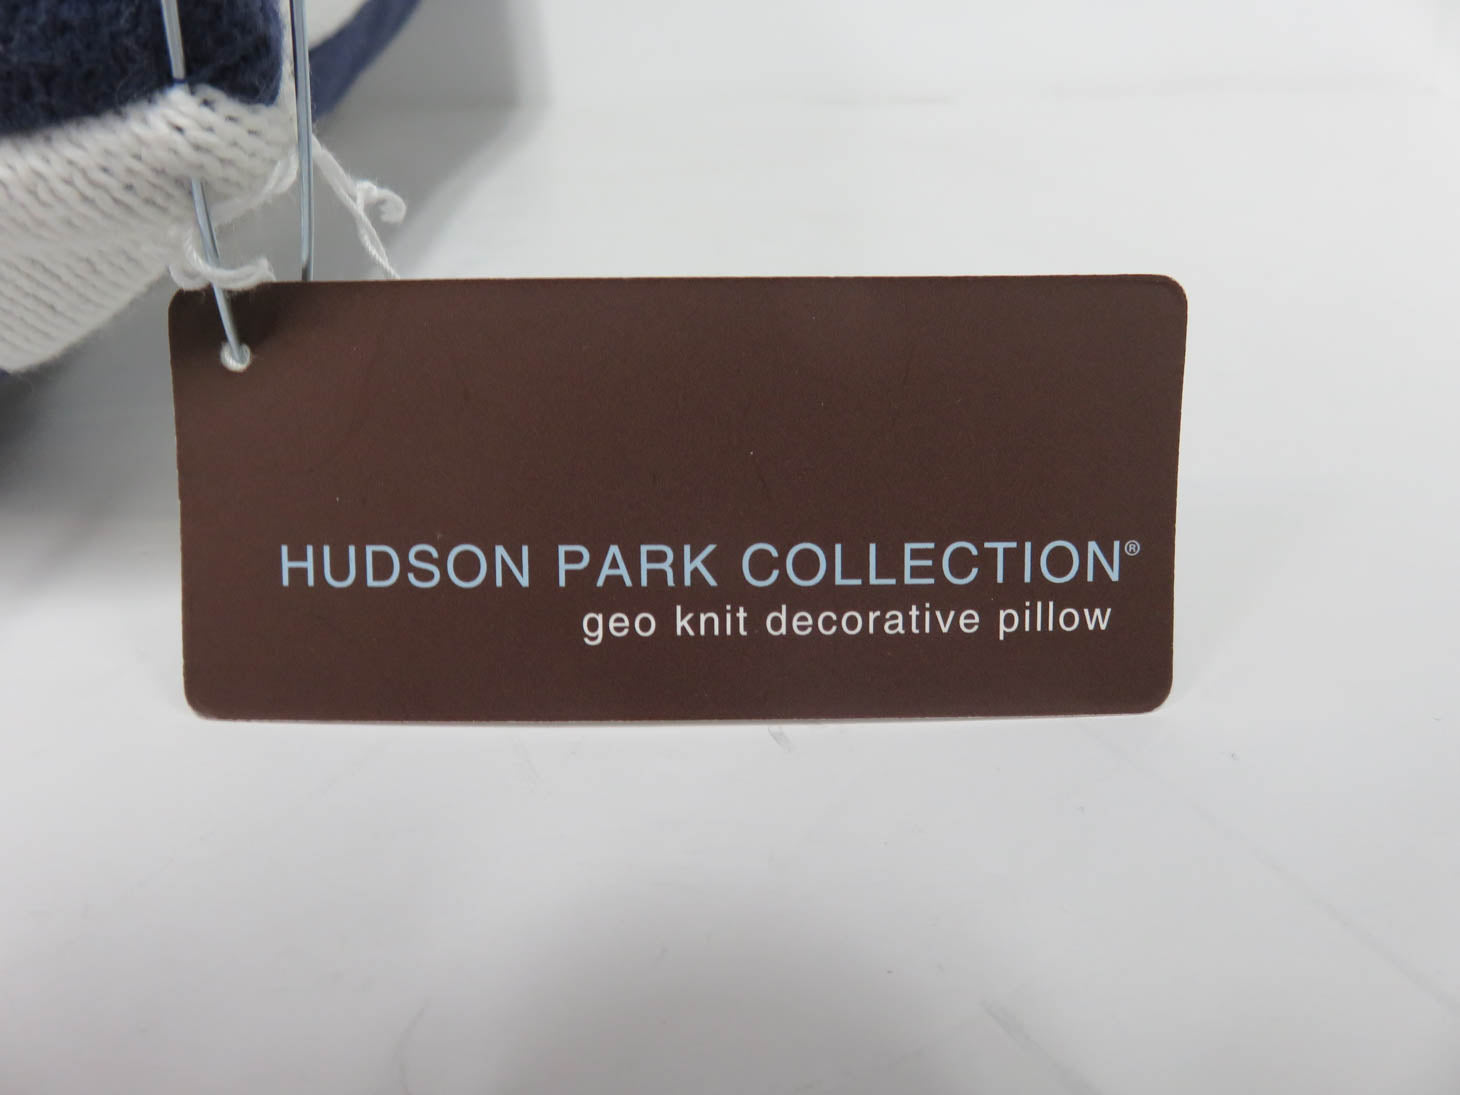 HUDSON PARK COLLECTION®
geo knit decorative pillow